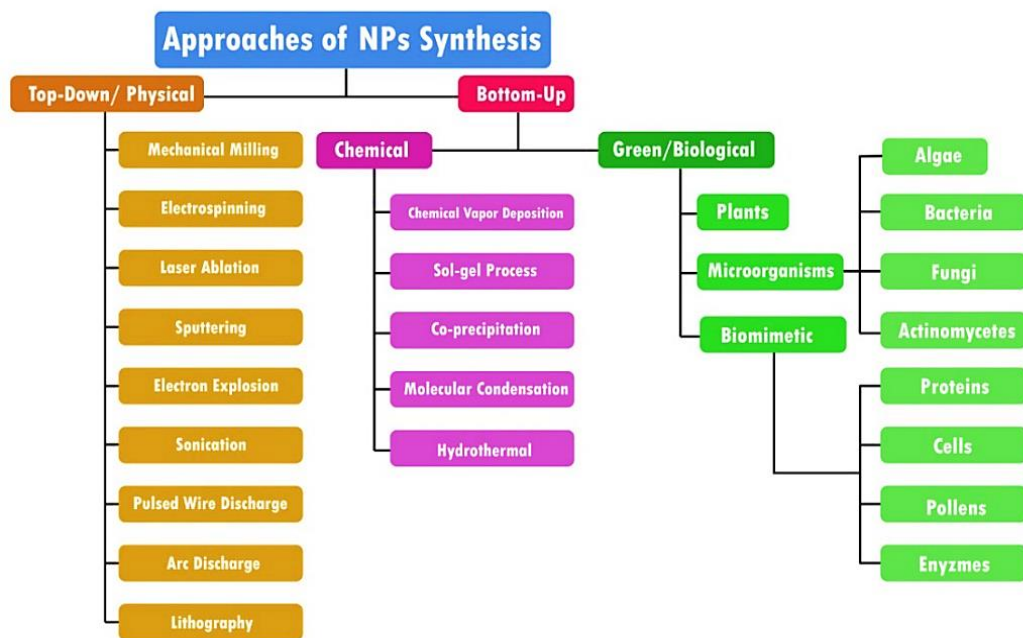 Approaches of NPs Synthesis
Top-Down/ Physical
Bottom-Up
Mechanical Milling
Electrospinning
Laser Ablation
Sputtering
Electron Explosion
Sonication
Pulsed Wire Discharge
Arc Discharge
Lithography
Chemical
Chemical Vapor Deposition
Sol-gel Process
Co-precipitation
Molecular Condensation
Hydrothermal
Green/Biological
Plants
Microorganisms
Biomimetic
Algae
Bacteria
Fungi
Actinomycetes
Proteins
Cells
Pollens
Enyzmes